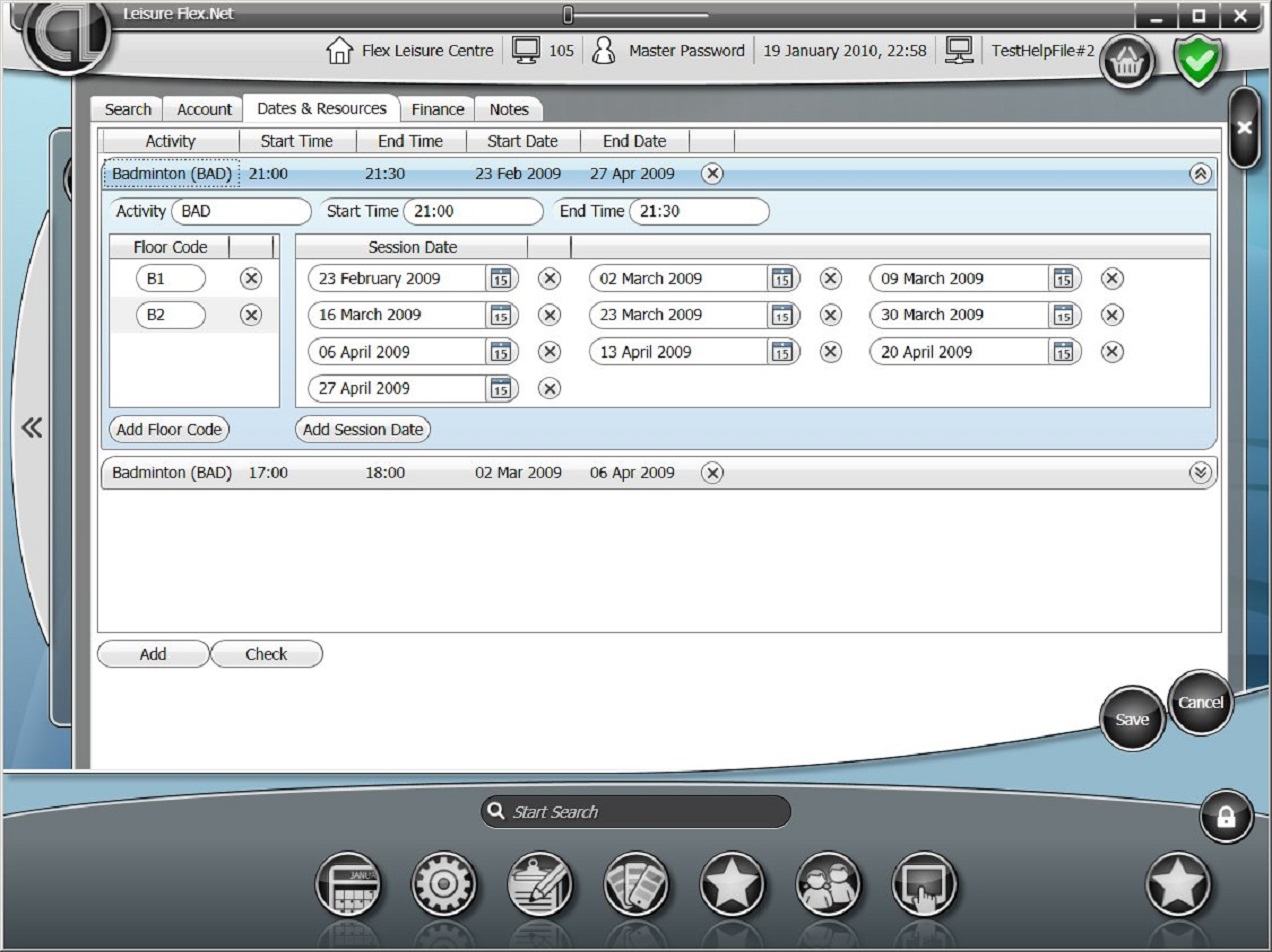 Leisure Flex.Net
Flex Leisure Centre 105 Master Password 19 January 2010, 22:58 TestHelpFile#2
Search Account Dates & Resources Finance Notes
Activity Start Time End Time Start Date End Date
Badminton (BAD) 21:00 21:30 23 Feb 2009 27 Apr 2009
Activity BAD Start Time 21:00 End Time 21:30
Floor Code Session Date
B1 23 February 2009 15 02 March 2009 15 09 March 2009 15
B2 16 March 2009 15 23 March 2009 15 30 March 2009 15
06 April 2009 15 13 April 2009 15 20 April 2009 15
27 April 2009 15
Add Floor Code Add Session Date
Badminton (BAD) 17:00 18:00 02 Mar 2009 06 Apr 2009
Add Check
Cancel
Save
Start Search
JANUA